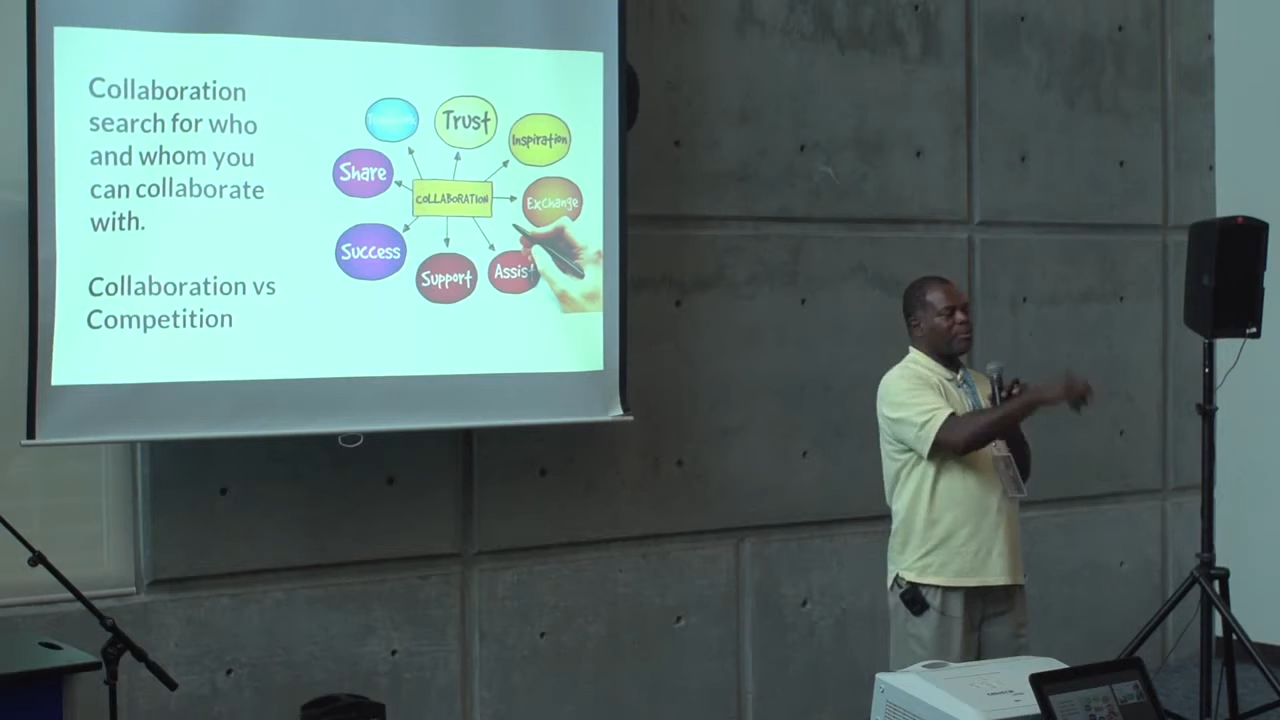 Collaboration
search for who
and whom you
can collaborate
with.
Collaboration vs
Competition
Trust
Inspiration
Share
COLLABORATION
Exchange
Success
Support
Assist